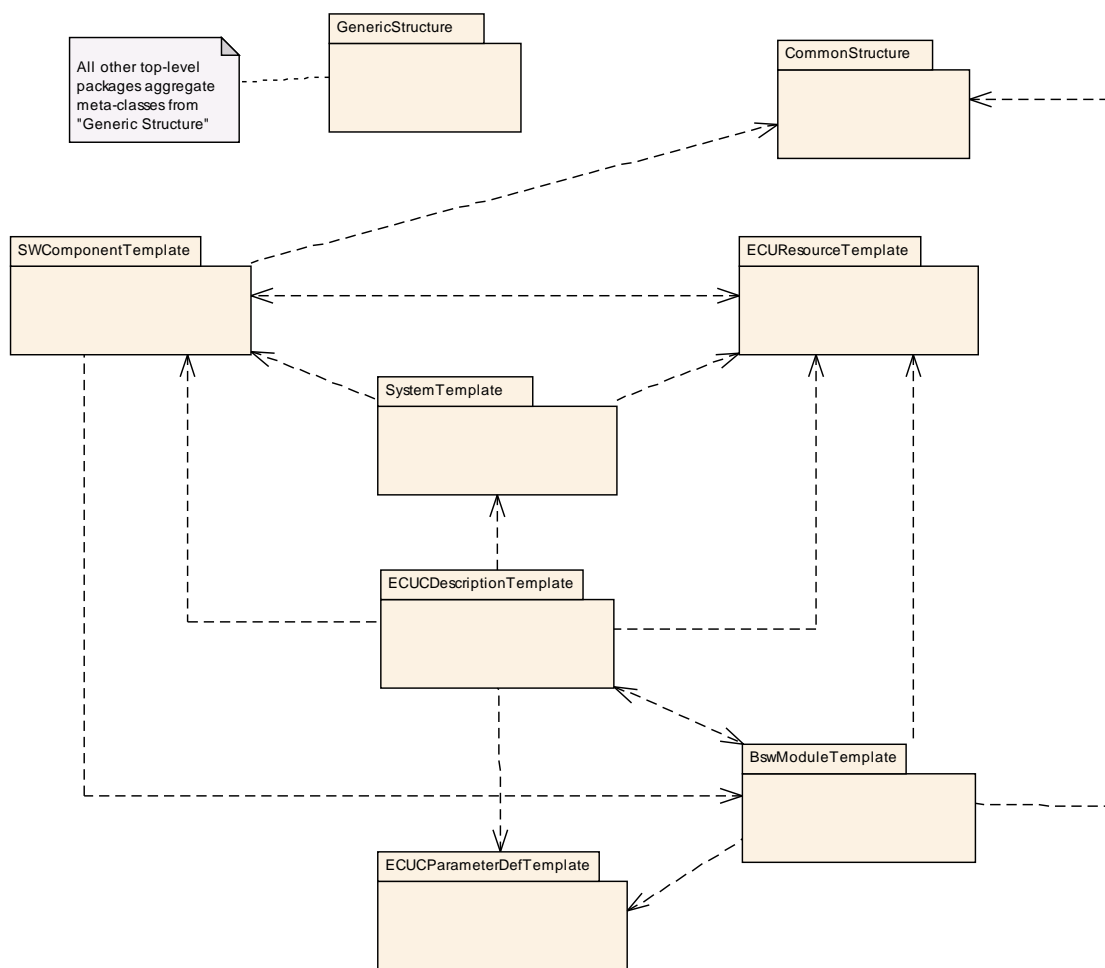 GenericStructure
CommonStructure
All other top-level
packages aggregate
meta-classes from
"Generic Structure"
SWComponentTemplate
ECUResourceTemplate
SystemTemplate
ECUCDescriptionTemplate
BswModuleTemplate
ECUCParameterDefTemplate